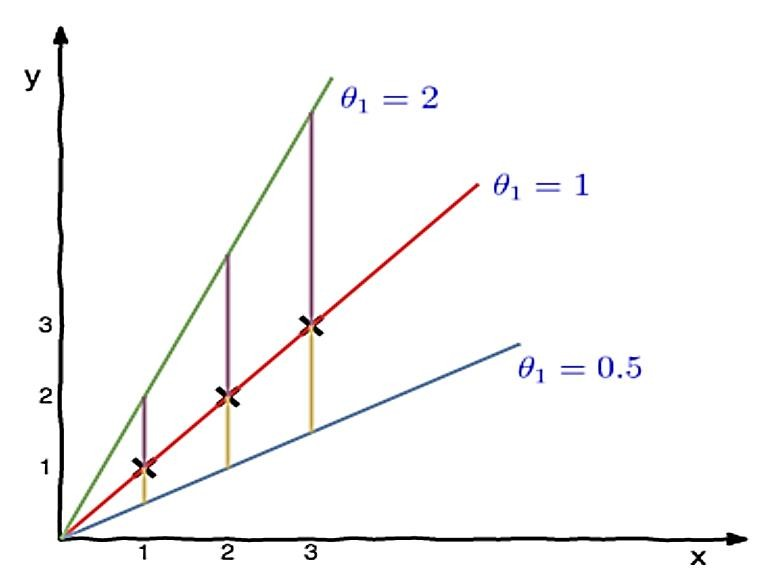 y
θ₁ = 2
θ₁ = 1
3
θ₁ = 0.5
2
1
1 2 3
x